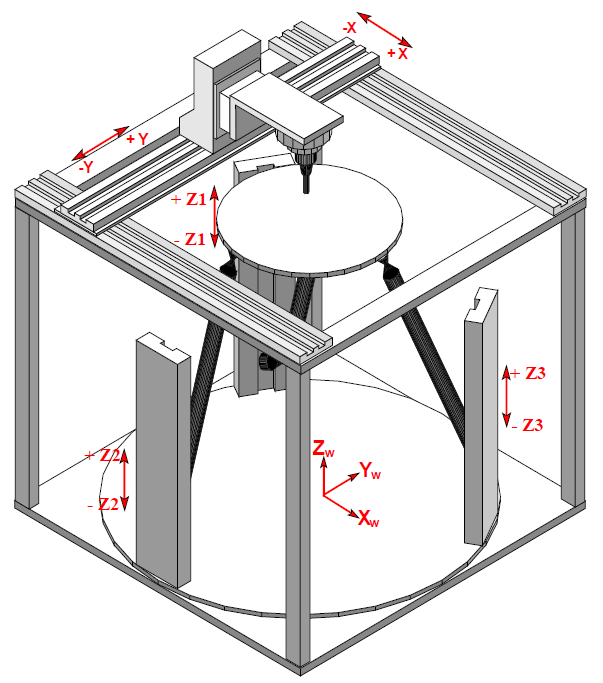 -X
+X
+Y
-Y
+ Z1
- Z1
+ Z3
- Z3
+ Z2
- Z2
Zw
Yw
Xw